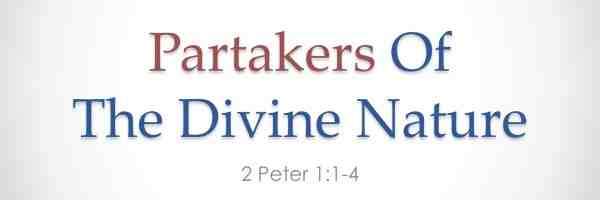 Partakers Of
The Divine Nature
2 Peter 1:1-4